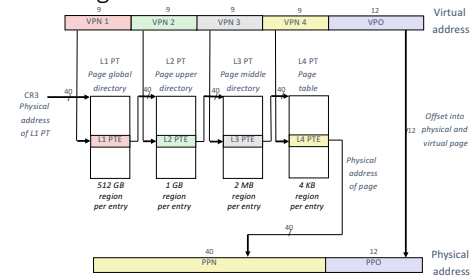 9 9 9 9 12
VPN 1 VPN 2 VPN 3 VPN 4 VPO
Virtual
address
L1 PT
Page global
directory
L2 PT
Page upper
directory
L3 PT
Page middle
directory
L4 PT
Page
table
CR3
Physical
address
of L1 PT
40 40 40 40
L1 PTE L2 PTE L3 PTE L4 PTE
12
Offset into
physical and
virtual page
Physical
address
of page
512 GB
region
per entry
1 GB
region
per entry
2 MB
region
per entry
4 KB
region
per entry
40
40 12
PPN PPO
Physical
address